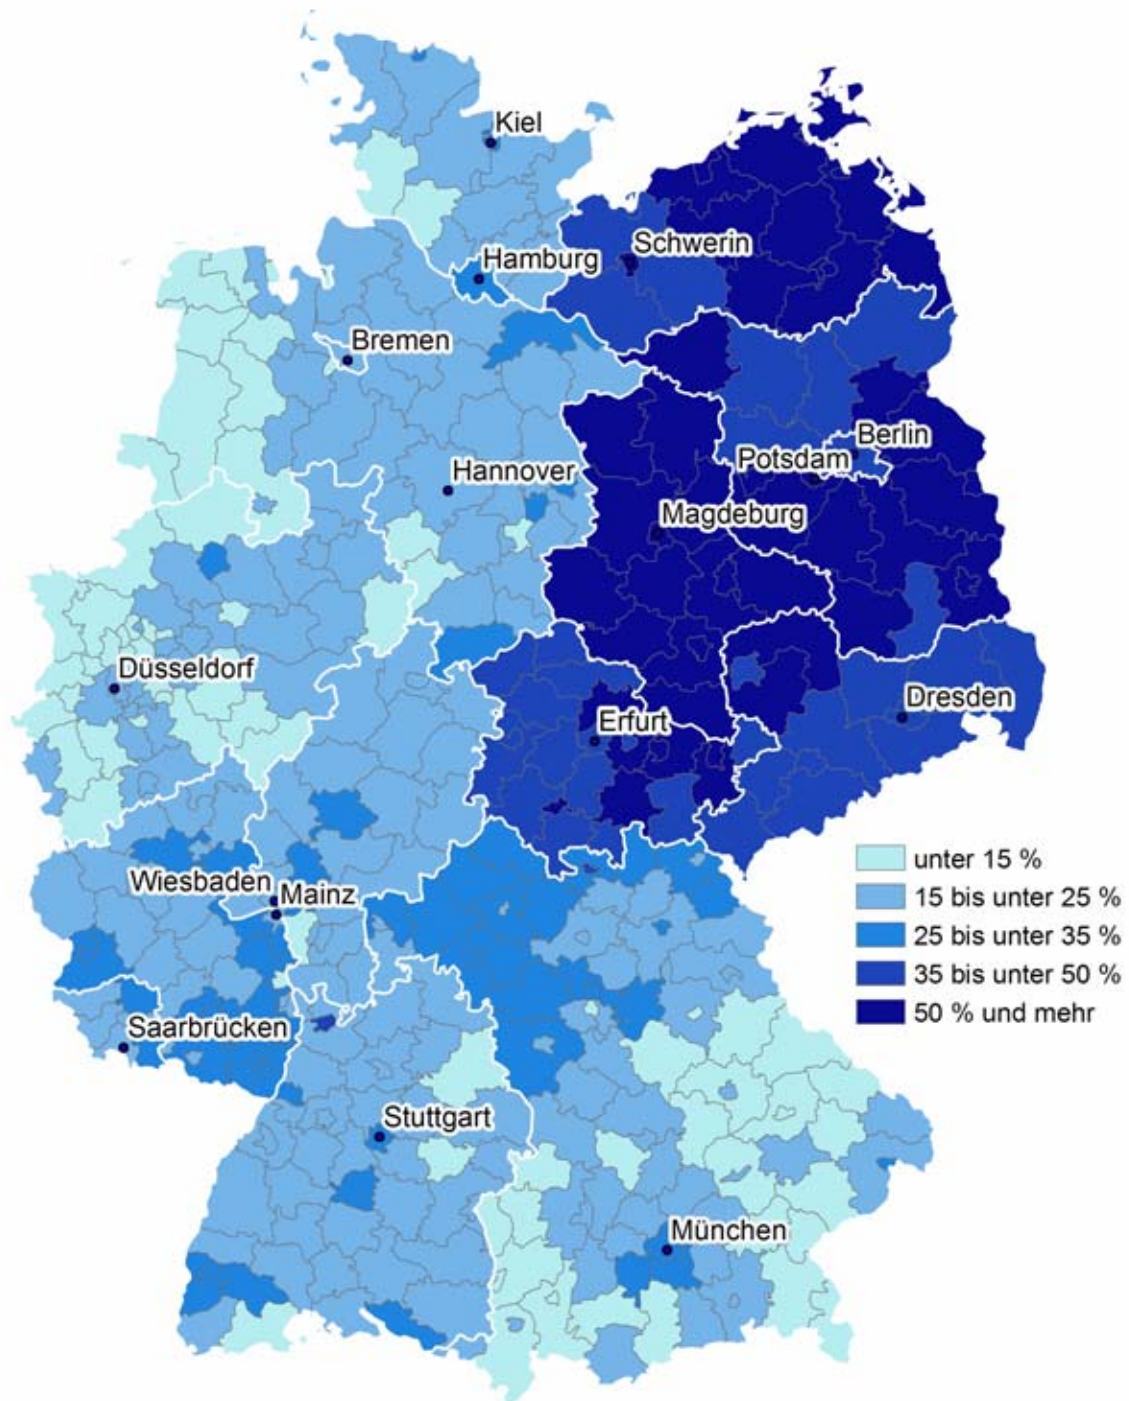 Kiel
Schwerin
Hamburg
Bremen
Berlin
Potsdam
Hannover
Magdeburg
Düsseldorf
Dresden
Erfurt
unter 15 %
Wiesbaden
Mainz
15 bis unter 25 %
25 bis unter 35 %
35 bis unter 50 %
50 % und mehr
Saarbrücken
Stuttgart
München